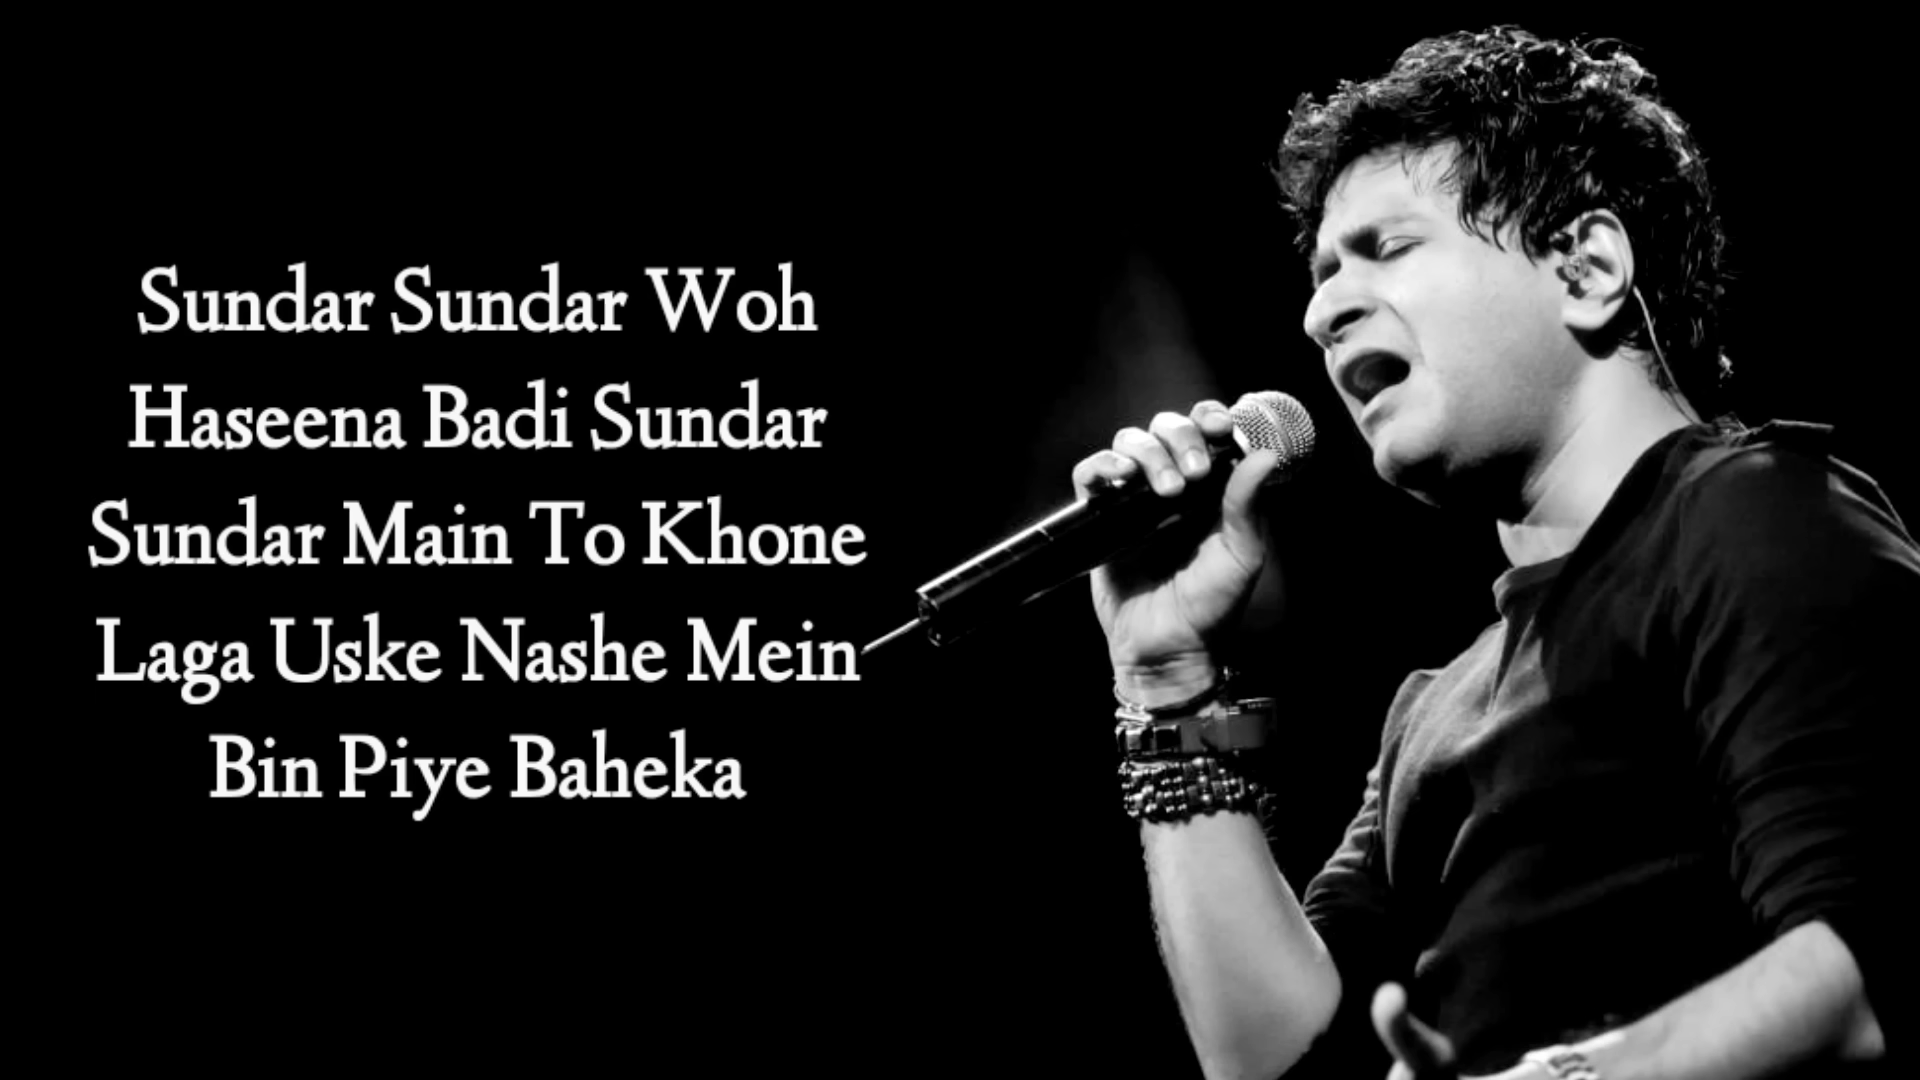 Sundar Sundar Woh
Haseena Badi Sundar
Sundar Main To Khone
Laga Uske Nashe Mein
Bin Piye Baheka